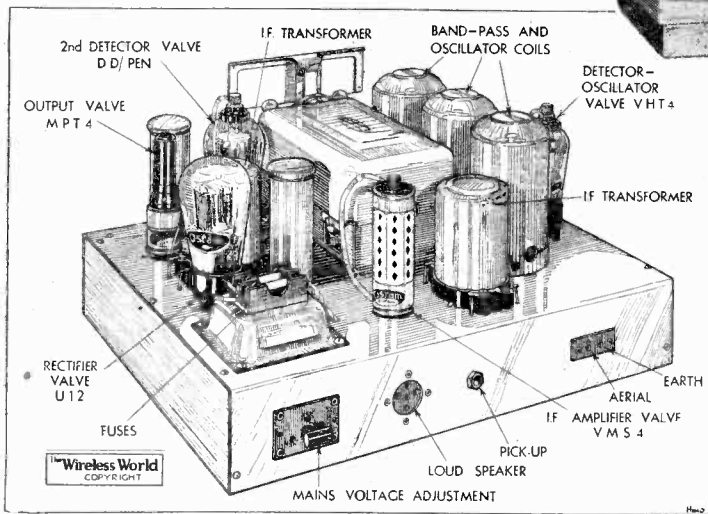 I.F. TRANSFORMER
BAND-PASS AND
OSCILLATOR COILS
2nd DETECTOR VALVE
DD/PEN
DETECTOR-
OSCILLATOR
VALVE VHT4
OUTPUT VALVE
MPT4
I.F TRANSFORMER
RECTIFIER
VALVE
U12
FUSES
EARTH
AERIAL
I.F AMPLIFIER VALVE
VMS4
PICK-UP
LOUD SPEAKER
MAINS VOLTAGE ADJUSTMENT
The Wireless World
COPYRIGHT